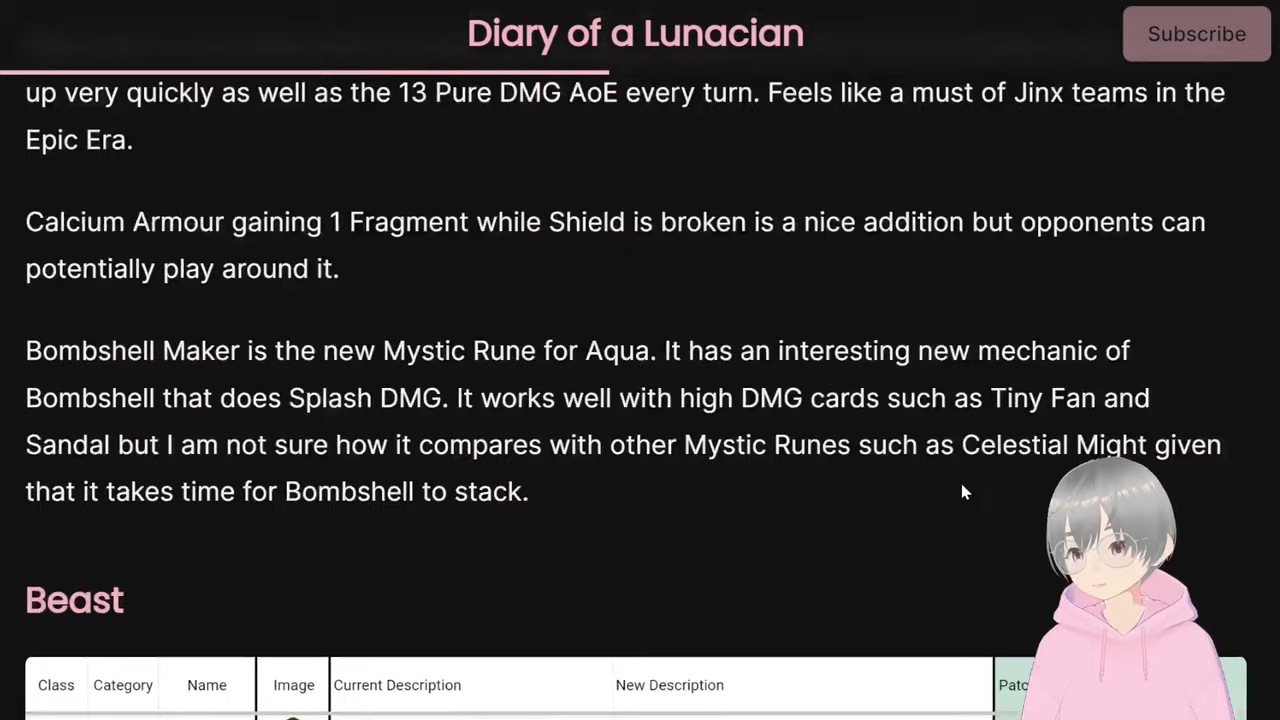 Diary of a Lunacian
Subscribe
up very quickly as well as the 13 Pure DMG AoE every turn. Feels like a must of Jinx teams in the
Epic Era.
Calcium Armour gaining 1 Fragment while Shield is broken is a nice addition but opponents can
potentially play around it.
Bombshell Maker is the new Mystic Rune for Aqua. It has an interesting new mechanic of
Bombshell that does Splash DMG. It works well with high DMG cards such as Tiny Fan and
Sandal but I am not sure how it compares with other Mystic Runes such as Celestial Might given
that it takes time for Bombshell to stack.
Beast
Class Category Name Image Current Description New Description